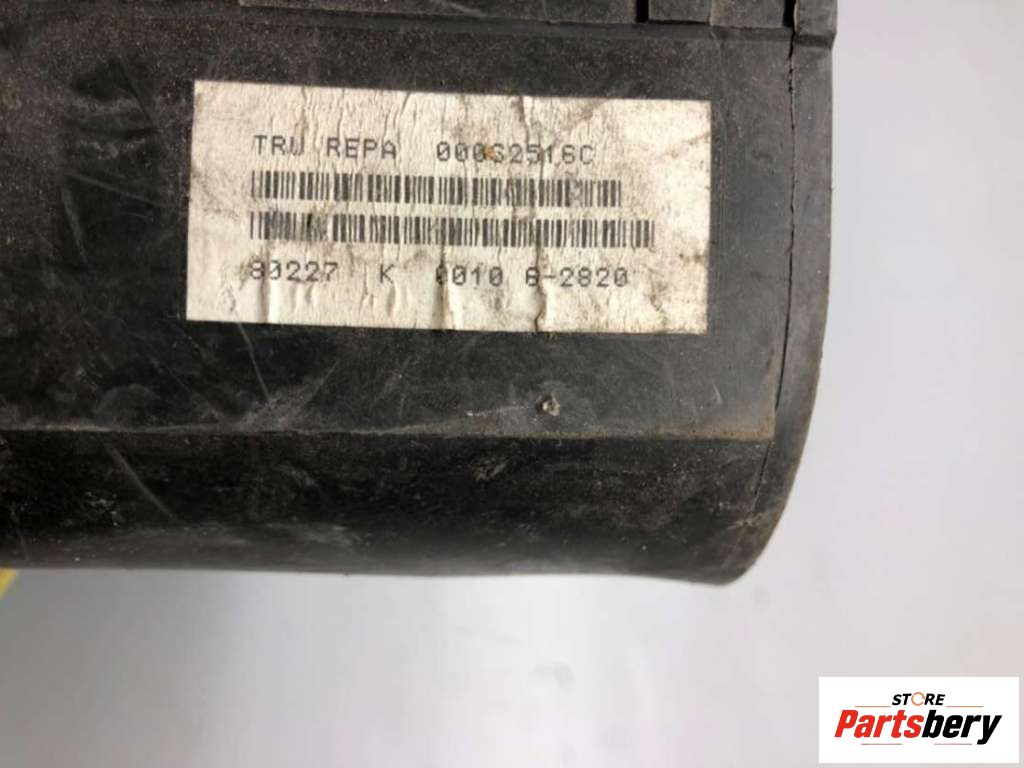 TRW REPA 00032516C
80227 K 0010 6-2820
STORE
Partsbery